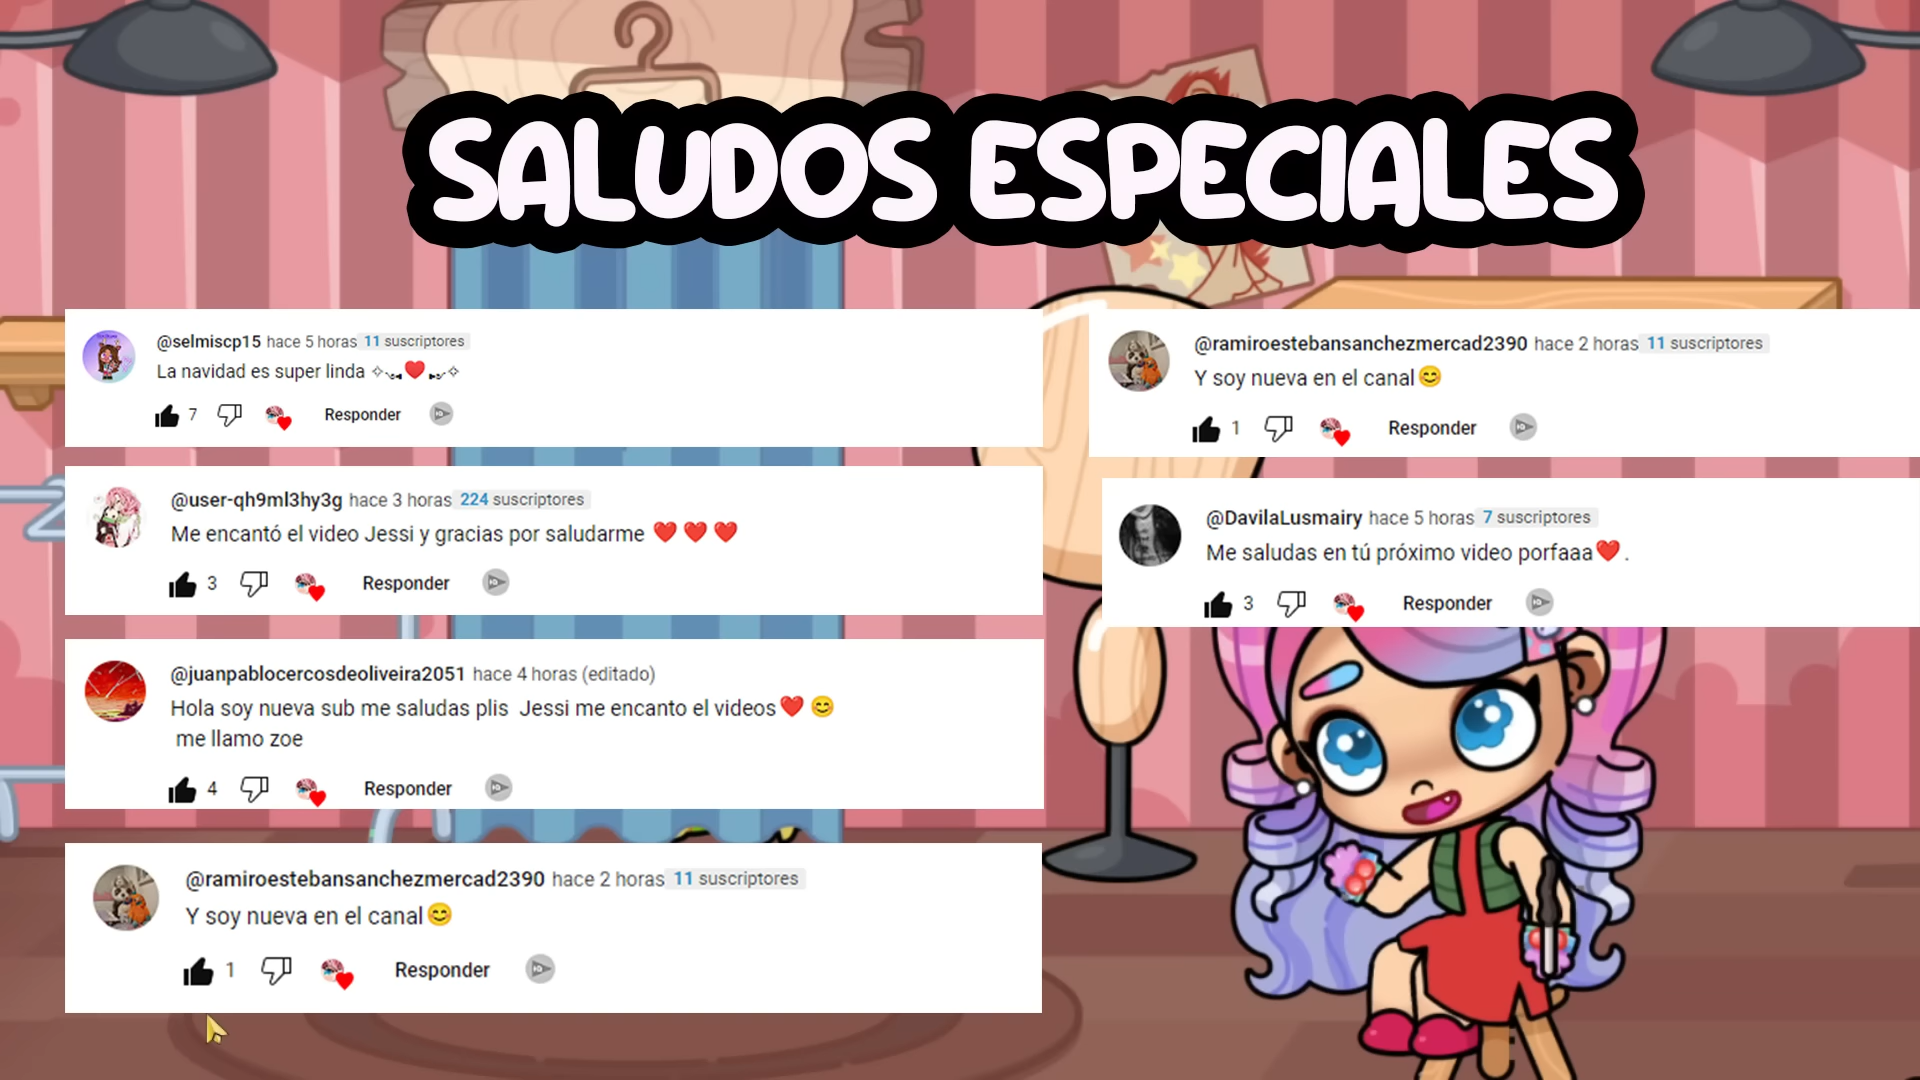 SALUDOS ESPECIALES
@selmiscp15 hace 5 horas 11 suscriptores
La navidad es super linda ✧⁠❤️⁠✧
7 Responder
@user-qh9ml3hy3g hace 3 horas 224 suscriptores
Me encantó el video Jessi y gracias por saludarme ❤️ ❤️ ❤️
3 Responder
@juanpablocercosdeoliveira2051 hace 4 horas (editado)
Hola soy nueva sub me saludas plis Jessi me encanto el videos❤️ 😊
me llamo zoe
4 Responder
@ramiroestebansanchezmercad2390 hace 2 horas 11 suscriptores
Y soy nueva en el canal😊
1 Responder
@ramiroestebansanchezmercad2390 hace 2 horas 11 suscriptores
Y soy nueva en el canal😊
1 Responder
@DavilaLusmairy hace 5 horas 7 suscriptores
Me saludas en tú próximo video porfaaa❤️ .
3 Responder